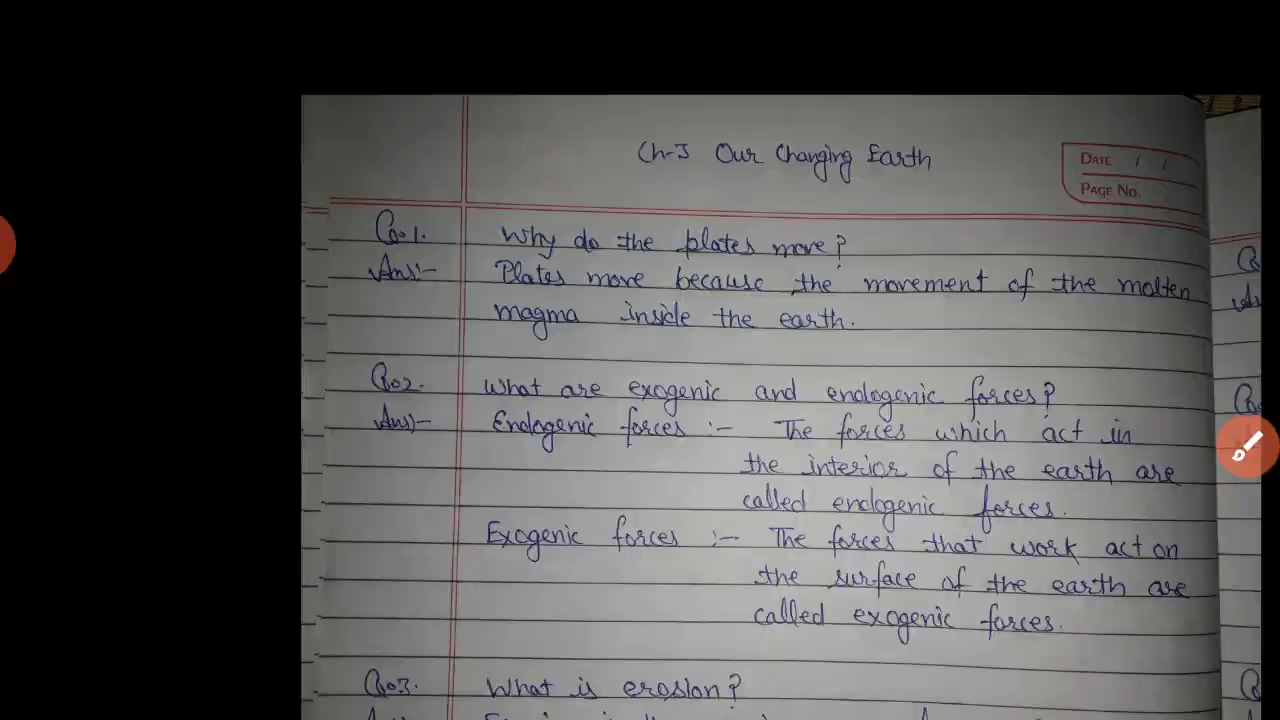 Ch-3 Our Changing Earth
DATE / /
PAGE NO.
Q.01. Why do the plates move?
Ans:- Plates move because the movement of the molten
magma inside the earth.
Q.02. What are exogenic and endogenic forces?
Ans)- Endogenic forces :- The forces which act in
the interior of the earth are
called endogenic forces.
Exogenic forces :- The forces that work act on
the surface of the earth are
called exogenic forces.
Q.03. What is erosion?